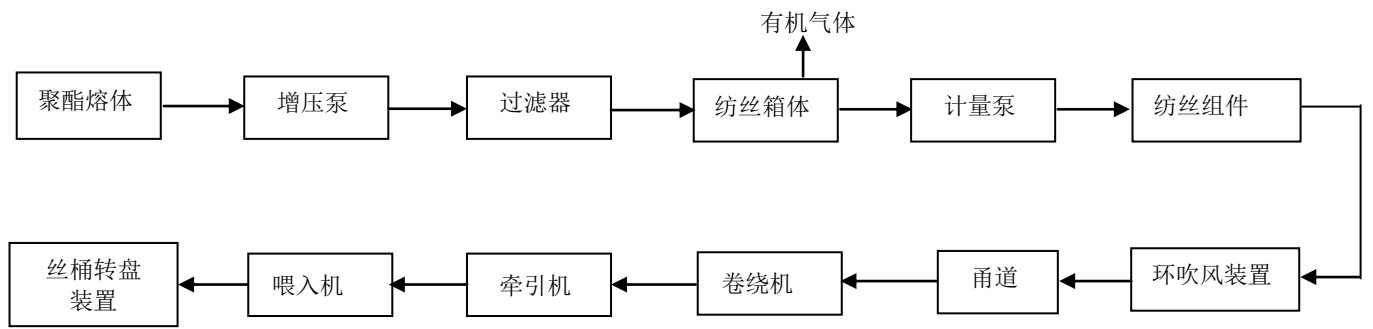 有机气体
聚酯熔体
增压泵
过滤器
纺丝箱体
计量泵
纺丝组件
丝桶转盘
装置
喂入机
牵引机
卷绕机
甬道
环吹风装置